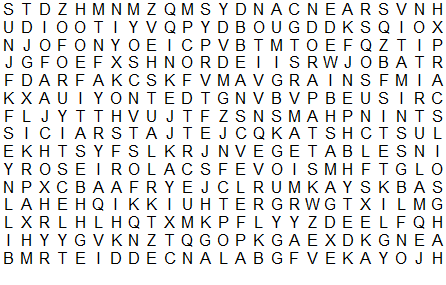 S T D Z H M N M Z Q M S Y D N A C N E A R S V N H
U D I O O T I Y V Q P Y D B O U G D D K S Q I O X
N J O F O N Y O E I C P V B T M T O E F Q Z T I P
J G F O E F X S H N O R D E I I S R W J O B A T R
F D A R F A K C S K F V M A V G R A I N S F M I A
K X A U I Y O N T E D T G N V B V P B E U S I R C
F L J Y T T H V U J T F Z S N S M A H P N I N T S
S I C I A R S T A J T E J C Q K A T S H C T S U L
E K H T S Y F S L K R J N V E G E T A B L E S N I
Y R O S E I R O L A C S F E V O I S M H F T G L O
N P X C B A A F R Y E J C L R U M K A Y S K B A S
L A H E H Q I K K I U H T E R G R W G T X I L M G
L X R L H L H Q T X M K P F L Y Y Z D E E L F Q H
I H Y Y G V K N Z T Q G O P K G A E X D K G N E A
B M R T E I D D E C N A L A B G F V E K A Y O J H